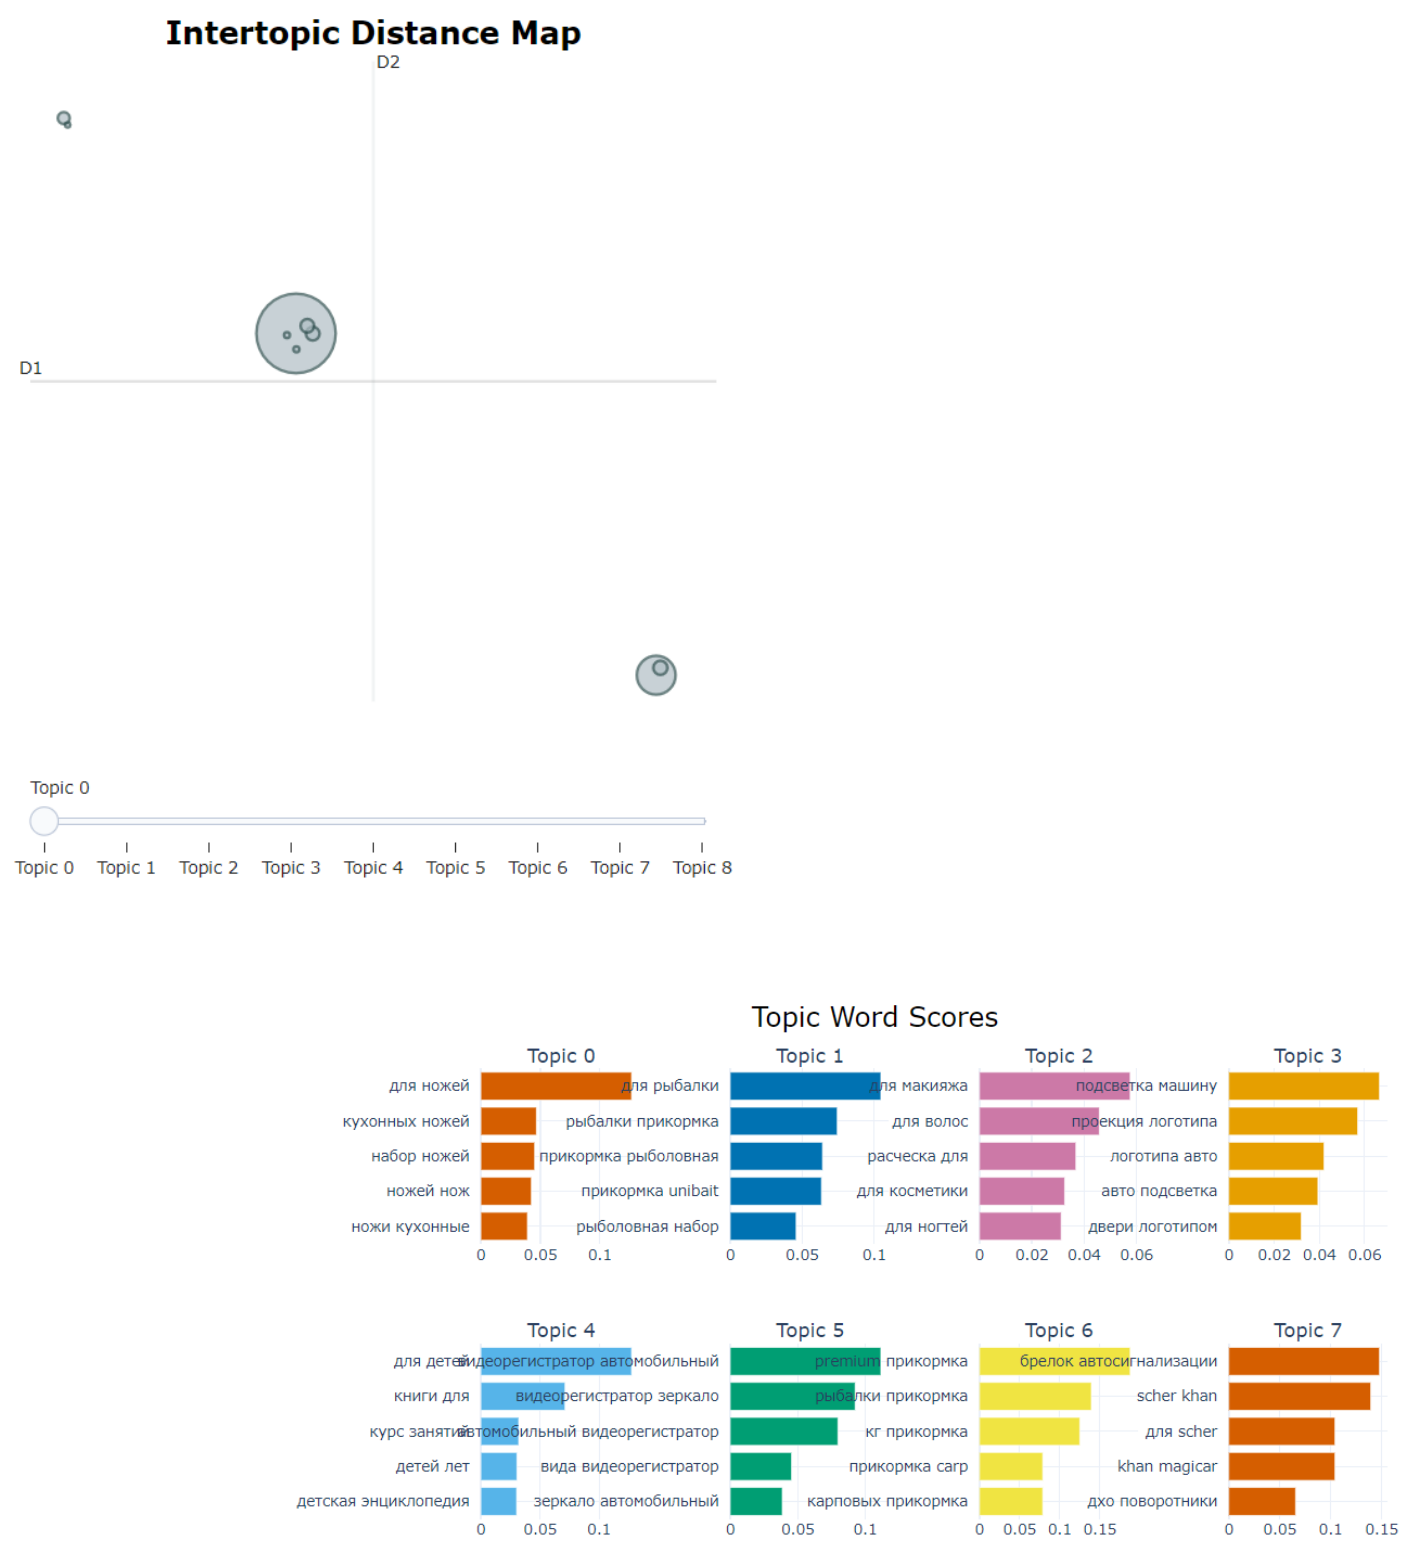 Intertopic Distance Map
D2
D1
Topic 0
Topic 0 Topic 1 Topic 2 Topic 3 Topic 4 Topic 5 Topic 6 Topic 7 Topic 8
Topic Word Scores
Topic 0 Topic 1 Topic 2 Topic 3
для ножей для рыбалки для макияжа подсветка машину
кухонных ножей рыбалки прикормка для волос проекция логотипа
набор ножей прикормка рыболовная расческа для логотипа авто
ножей нож прикормка unibait для косметики авто подсветка
ножи кухонные рыболовная набор для ногтей двери логотипом
0 0.05 0.1 0 0.05 0.1 0 0.02 0.04 0.06 0 0.02 0.04 0.06
Topic 4 Topic 5 Topic 6 Topic 7
для детей видеорегистратор автомобильный premium прикормка брелок автосигнализации
книги для видеорегистратор зеркало рыбалки прикормка scher khan
курс занятий автомобильный видеорегистратор кг прикормка для scher
детей лет вида видеорегистратор прикормка carp khan magicar
детская энциклопедия зеркало автомобильный карповых прикормка дхо поворотники
0 0.05 0.1 0 0.05 0.1 0 0.05 0.1 0.15 0 0.05 0.1 0.15